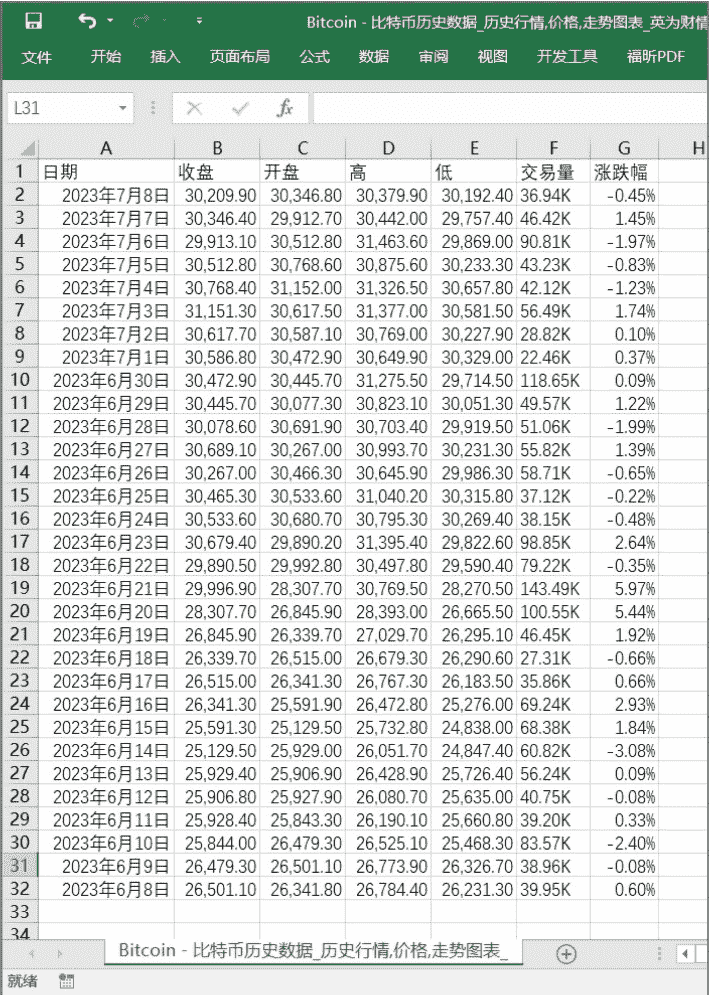 Bitcoin - 比特币历史数据_历史行情,价格,走势图表_英为财情
文件 开始 插入 页面布局 公式 数据 审阅 视图 开发工具 福昕PDF
L31 fx
A B C D E F G H
1 日期 收盘 开盘 高 低 交易量 涨跌幅
2 2023年7月8日 30,209.90 30,346.80 30,379.90 30,192.40 36.94K -0.45%
3 2023年7月7日 30,346.40 29,912.70 30,442.00 29,757.40 46.42K 1.45%
4 2023年7月6日 29,913.10 30,512.80 31,463.60 29,869.00 90.81K -1.97%
5 2023年7月5日 30,512.80 30,768.60 30,875.60 30,233.30 43.23K -0.83%
6 2023年7月4日 30,768.40 31,152.00 31,326.50 30,657.80 42.12K -1.23%
7 2023年7月3日 31,151.30 30,617.50 31,377.00 30,581.50 56.49K 1.74%
8 2023年7月2日 30,617.70 30,587.10 30,769.00 30,227.90 28.82K 0.10%
9 2023年7月1日 30,586.80 30,472.90 30,649.90 30,329.00 22.46K 0.37%
10 2023年6月30日 30,472.90 30,445.70 31,275.50 29,714.50 118.65K 0.09%
11 2023年6月29日 30,445.70 30,077.30 30,823.10 30,051.30 49.57K 1.22%
12 2023年6月28日 30,078.60 30,691.90 30,703.40 29,919.50 51.06K -1.99%
13 2023年6月27日 30,689.10 30,267.00 30,993.70 30,231.30 55.82K 1.39%
14 2023年6月26日 30,267.00 30,466.30 30,645.90 29,986.30 58.71K -0.65%
15 2023年6月25日 30,465.30 30,533.60 31,040.20 30,315.80 37.12K -0.22%
16 2023年6月24日 30,533.60 30,680.70 30,795.30 30,269.40 38.15K -0.48%
17 2023年6月23日 30,679.40 29,890.20 31,395.40 29,822.60 98.85K 2.64%
18 2023年6月22日 29,890.50 29,992.80 30,497.80 29,590.40 79.22K -0.35%
19 2023年6月21日 29,996.90 28,307.70 30,769.50 28,270.50 143.49K 5.97%
20 2023年6月20日 28,307.70 26,845.90 28,393.00 26,665.50 100.55K 5.44%
21 2023年6月19日 26,845.90 26,339.70 27,029.70 26,295.10 46.45K 1.92%
22 2023年6月18日 26,339.70 26,515.00 26,679.30 26,290.60 27.31K -0.66%
23 2023年6月17日 26,515.00 26,341.30 26,767.30 26,183.50 35.86K 0.66%
24 2023年6月16日 26,341.30 25,591.90 26,472.80 25,276.00 69.24K 2.93%
25 2023年6月15日 25,591.30 25,129.50 25,732.80 24,838.00 68.38K 1.84%
26 2023年6月14日 25,129.50 25,929.00 26,051.70 24,847.40 60.82K -3.08%
27 2023年6月13日 25,929.40 25,906.90 26,428.90 25,726.40 56.24K 0.09%
28 2023年6月12日 25,906.80 25,927.90 26,080.70 25,635.00 40.75K -0.08%
29 2023年6月11日 25,928.40 25,843.30 26,190.10 25,660.80 39.20K 0.33%
30 2023年6月10日 25,844.00 26,479.30 26,525.10 25,468.30 83.57K -2.40%
31 2023年6月9日 26,479.30 26,501.10 26,773.90 26,326.70 38.96K -0.08%
32 2023年6月8日 26,501.10 26,341.80 26,784.40 26,231.30 39.95K 0.60%
33
34
Bitcoin - 比特币历史数据_历史行情,价格,走势图表_
就绪